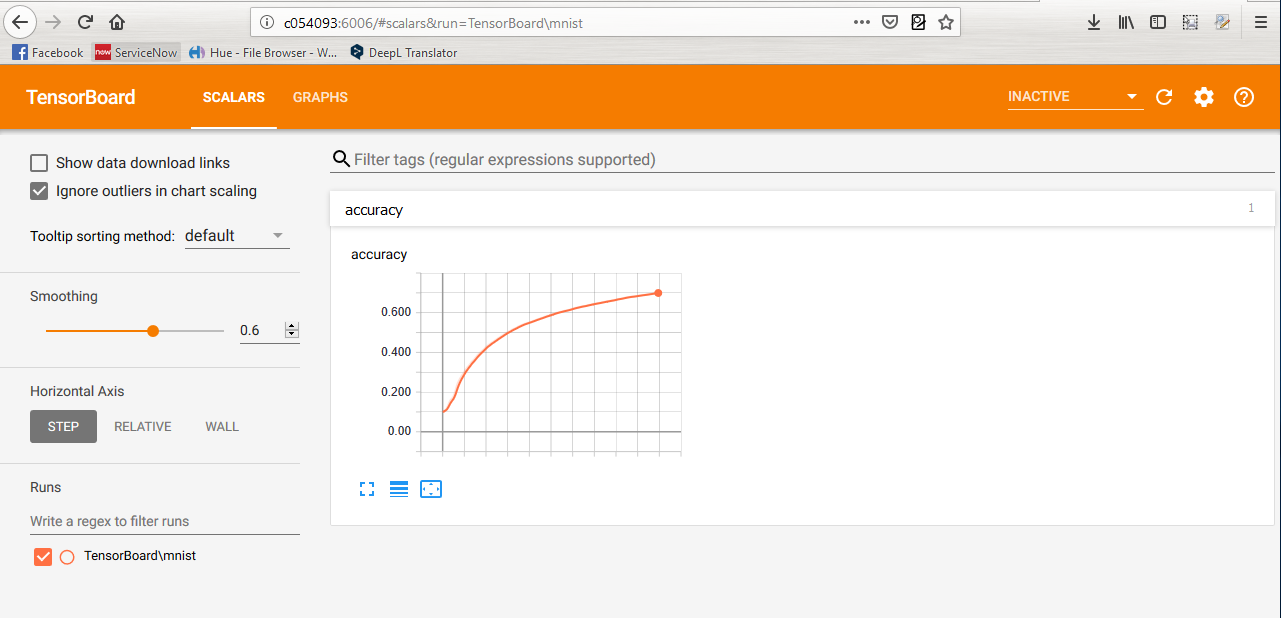 c054093:6006/#scalars&run=TensorBoard\mnist
Facebook now ServiceNow Hue - File Browser - W... DeepL Translator
TensorBoard SCALARS GRAPHS INACTIVE
Show data download links
Ignore outliers in chart scaling
Tooltip sorting method: default
Smoothing
0.6
Horizontal Axis
STEP RELATIVE WALL
Runs
Write a regex to filter runs
TensorBoard\mnist
Filter tags (regular expressions supported)
accuracy 1
accuracy
0.600
0.400
0.200
0.00